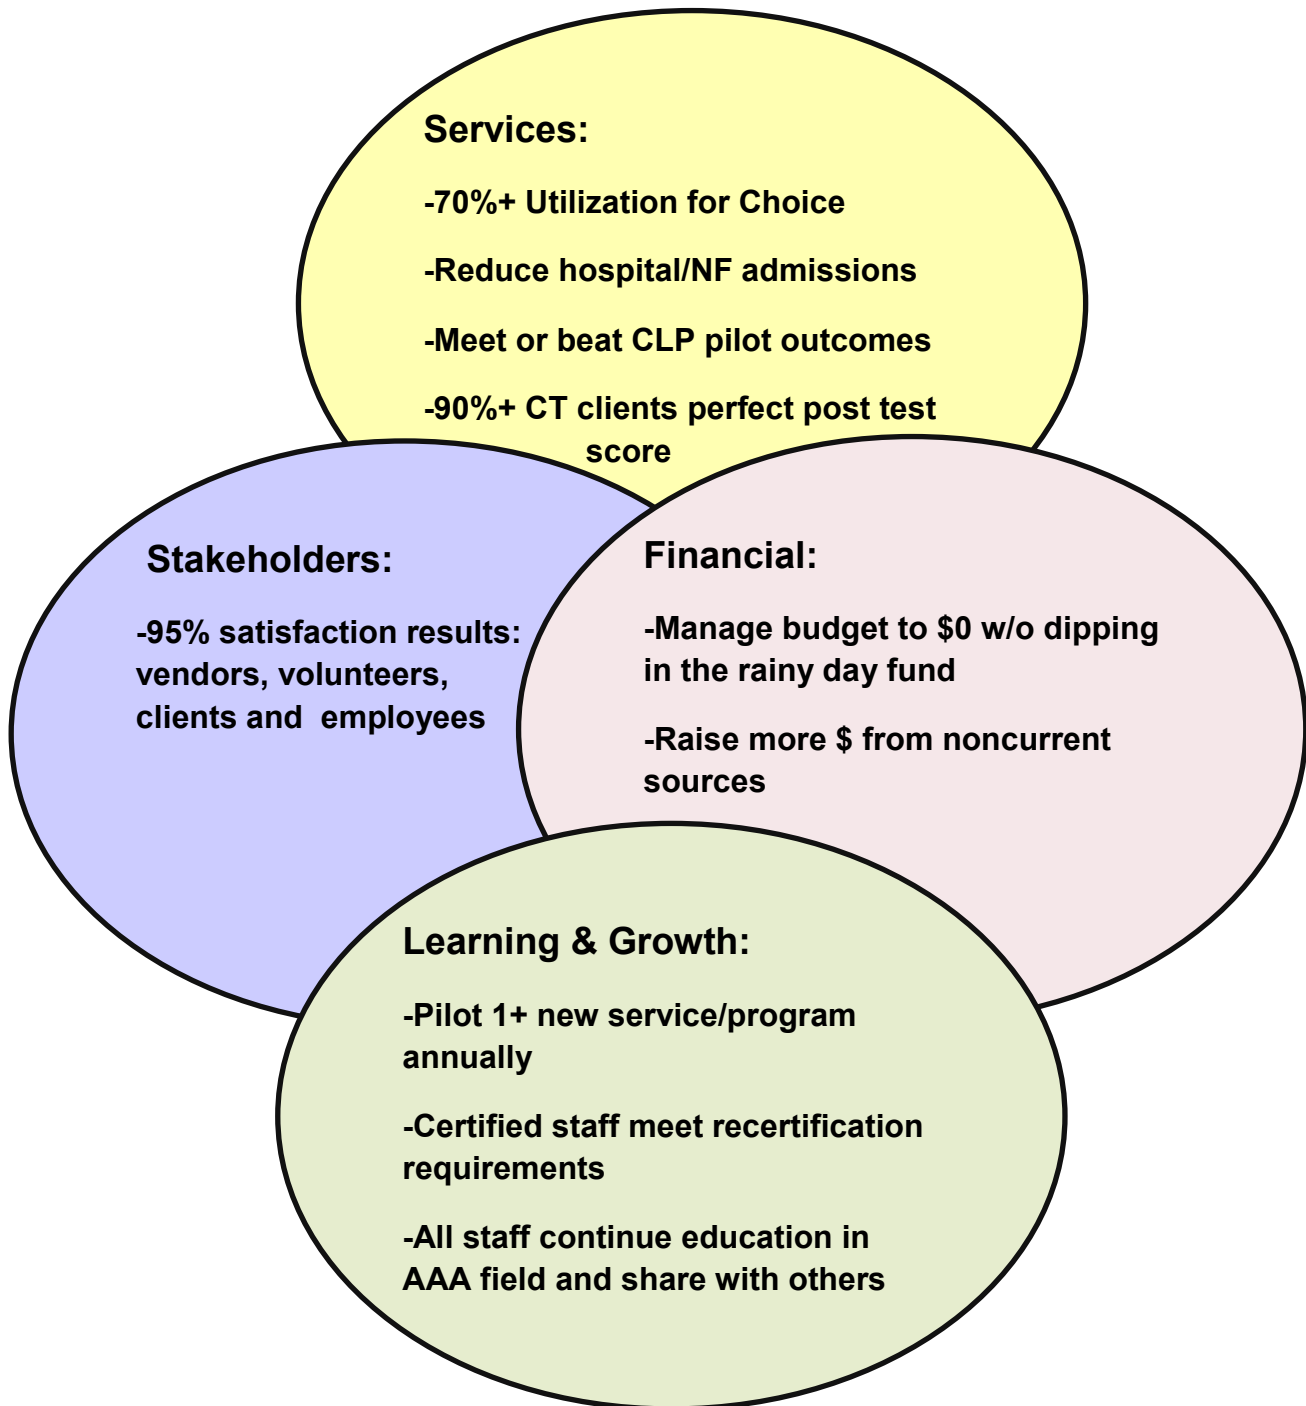 Services:
-70%+ Utilization for Choice
-Reduce hospital/NF admissions
-Meet or beat CLP pilot outcomes
-90%+ CT clients perfect post test
score
Stakeholders:
-95% satisfaction results:
vendors, volunteers,
clients and  employees
Financial:
-Manage budget to $0 w/o dipping
in the rainy day fund
-Raise more $ from noncurrent
sources
Learning & Growth:
-Pilot 1+ new service/program
annually
-Certified staff meet recertification
requirements
-All staff continue education in
AAA field and share with others